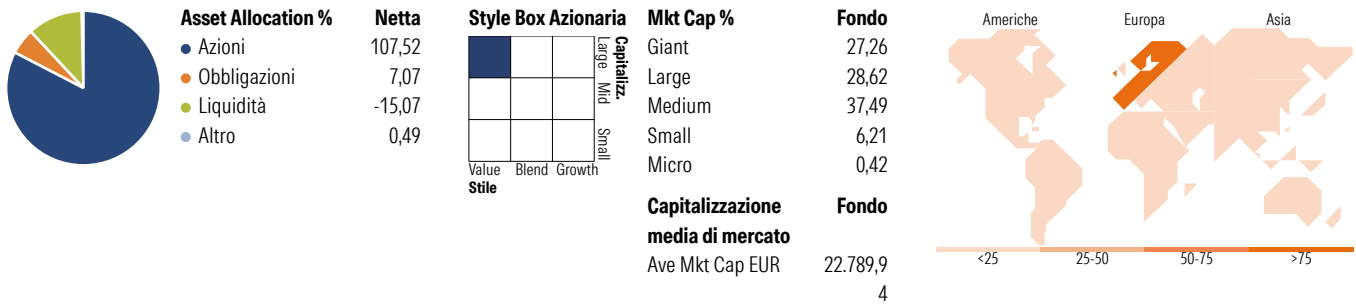 Asset Allocation % Netta
Azioni 107,52
Obbligazioni 7,07
Liquidità -15,07
Altro 0,49
Style Box Azionaria
Capitalizz.
Large
Mid
Small
Value Blend Growth
Stile
Mkt Cap % Fondo
Giant 27,26
Large 28,62
Medium 37,49
Small 6,21
Micro 0,42
Capitalizzazione Fondo
media di mercato
Ave Mkt Cap EUR 22.789,9
4
Americhe Europa Asia
<25 25-50 50-75 >75